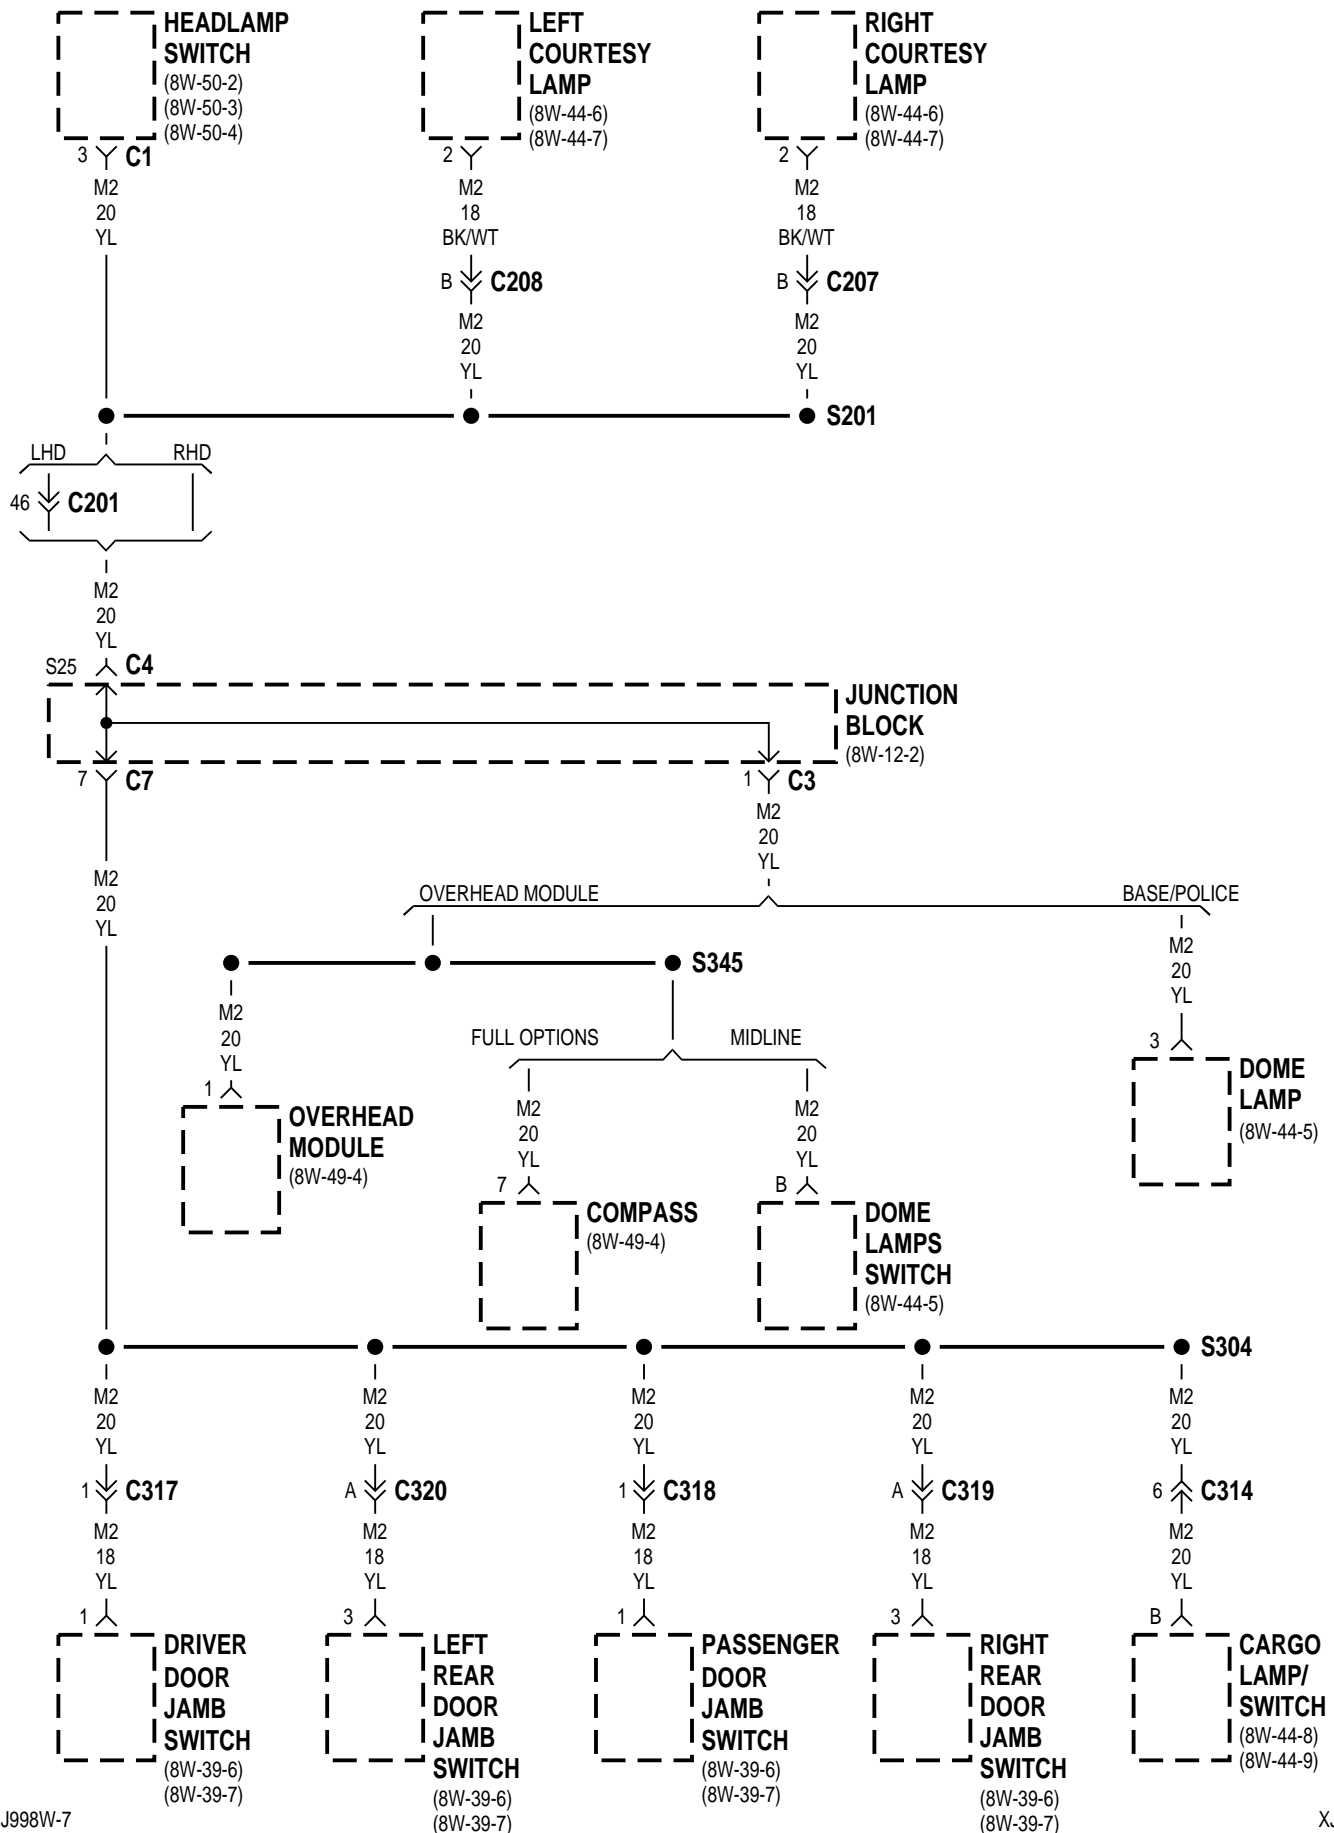 HEADLAMP
SWITCH
(8W-50-2)
(8W-50-3)
(8W-50-4)
LEFT
COURTESY
LAMP
(8W-44-6)
(8W-44-7)
RIGHT
COURTESY
LAMP
(8W-44-6)
(8W-44-7)
3 C1
2
2
M2
20
YL
M2
18
BK/WT
M2
18
BK/WT
B C208
B C207
M2
20
YL
M2
20
YL
S201
LHD
RHD
46 C201
M2
20
YL
S25 C4
JUNCTION
BLOCK
(8W-12-2)
7 C7
1 C3
M2
20
YL
M2
20
YL
OVERHEAD MODULE
BASE/POLICE
S345
M2
20
YL
M2
20
YL
FULL OPTIONS
MIDLINE
3
DOME
LAMP
(8W-44-5)
1
OVERHEAD
MODULE
(8W-49-4)
M2
20
YL
M2
20
YL
7
COMPASS
(8W-49-4)
B
DOME
LAMPS
SWITCH
(8W-44-5)
S304
M2
20
YL
M2
20
YL
M2
20
YL
M2
20
YL
M2
20
YL
1 C317
A C320
1 C318
A C319
6 C314
M2
18
YL
M2
18
YL
M2
18
YL
M2
18
YL
M2
20
YL
1
3
1
3
B
DRIVER
DOOR
JAMB
SWITCH
(8W-39-6)
(8W-39-7)
LEFT
REAR
DOOR
JAMB
SWITCH
(8W-39-6)
(8W-39-7)
PASSENGER
DOOR
JAMB
SWITCH
(8W-39-6)
(8W-39-7)
RIGHT
REAR
DOOR
JAMB
SWITCH
(8W-39-6)
(8W-39-7)
CARGO
LAMP/
SWITCH
(8W-44-8)
(8W-44-9)
J998W-7
XJ